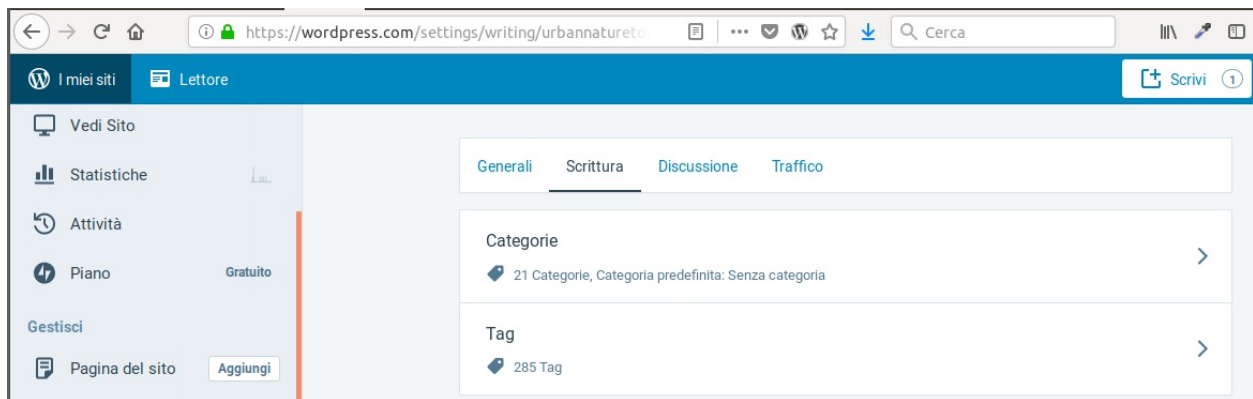 https://wordpress.com/settings/writing/urbannatureto
Cerca
I miei siti
Lettore
Scrivi 1
Vedi Sito
Statistiche
Attività
Piano Gratuito
Gestisci
Pagina del sito Aggiungi
Generali Scrittura Discussione Traffico
Categorie
21 Categorie, Categoria predefinita: Senza categoria
Tag
285 Tag